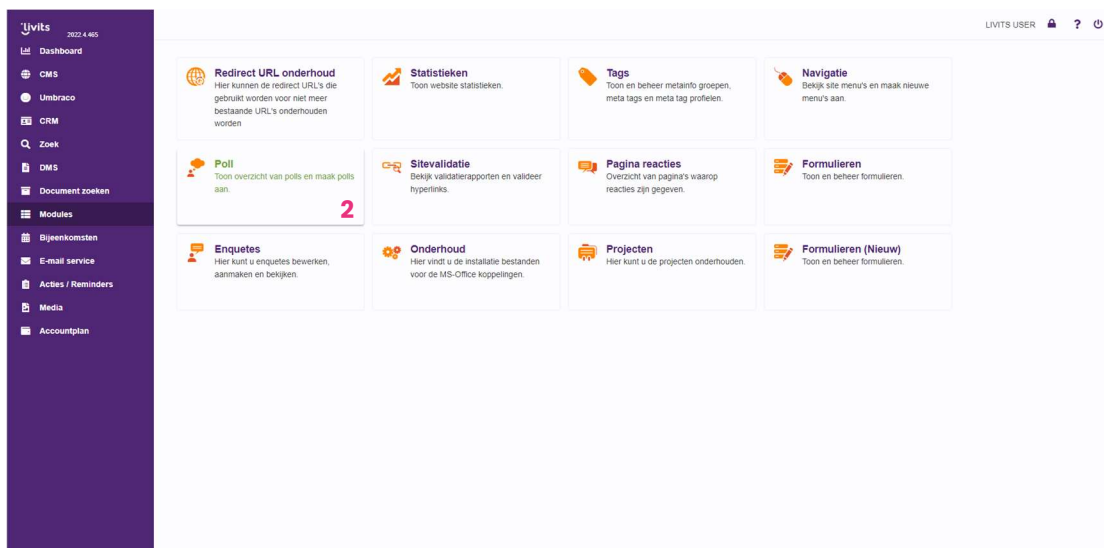 livits
2022.4.465
LIVITS USER
?
Dashboard
CMS
Umbraco
CRM
Zoek
DMS
Document zoeken
Modules
Bijeenkomsten
E-mail service
Acties / Reminders
Media
Accountplan
Redirect URL onderhoud
Hier kunnen de redirect URL's die
gebruikt worden voor niet meer
bestaande URL's onderhouden
worden
Statistieken
Toon website statistieken.
Tags
Toon en beheer metainfo groepen,
meta tags en meta tag profielen.
Navigatie
Bekijk site menu's en maak nieuwe
menu's aan.
Poll
Toon overzicht van polls en maak polls
aan.
2
Sitevalidatie
Bekijk validatierapporten en valideer
hyperlinks.
Pagina reacties
Overzicht van pagina's waarop
reacties zijn gegeven.
Formulieren
Toon en beheer formulieren.
Enquetes
Hier kunt u enquetes bewerken,
aanmaken en bekijken.
Onderhoud
Hier vindt u de installatie bestanden
voor de MS-Office koppelingen.
Projecten
Hier kunt u de projecten onderhouden.
Formulieren (Nieuw)
Toon en beheer formulieren.